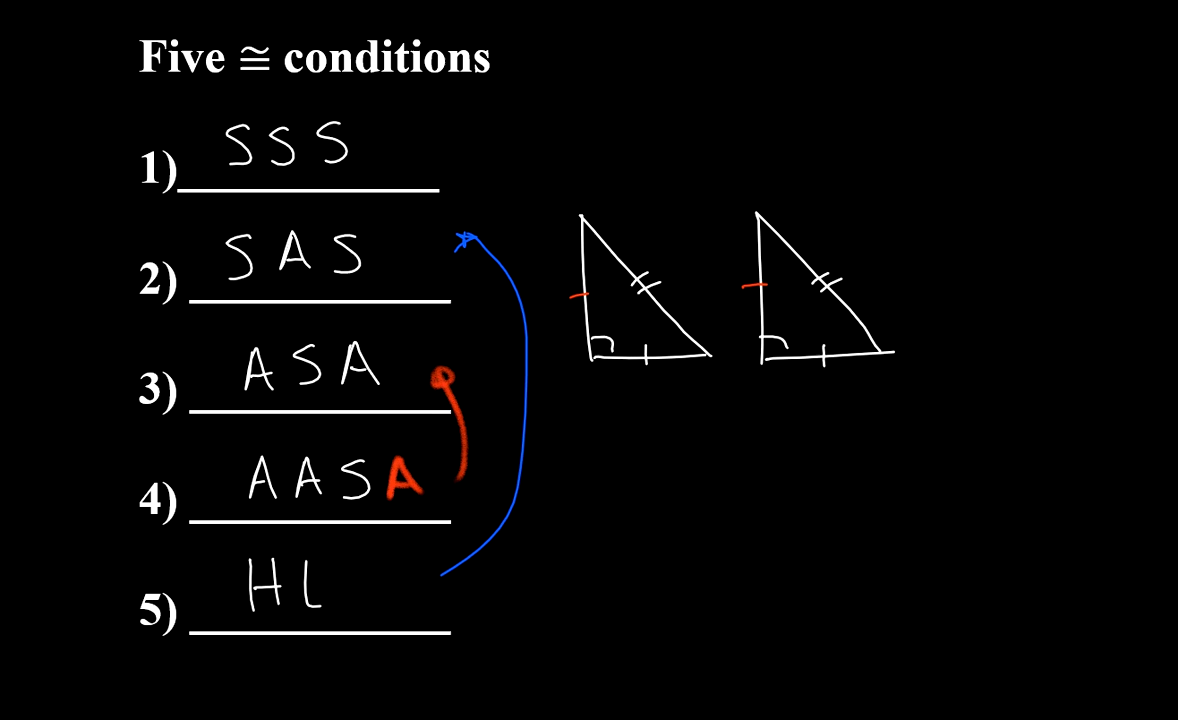 Five ≅ conditions
1) SSS
2) SAS
3) ASA
4) AASA
5) HL